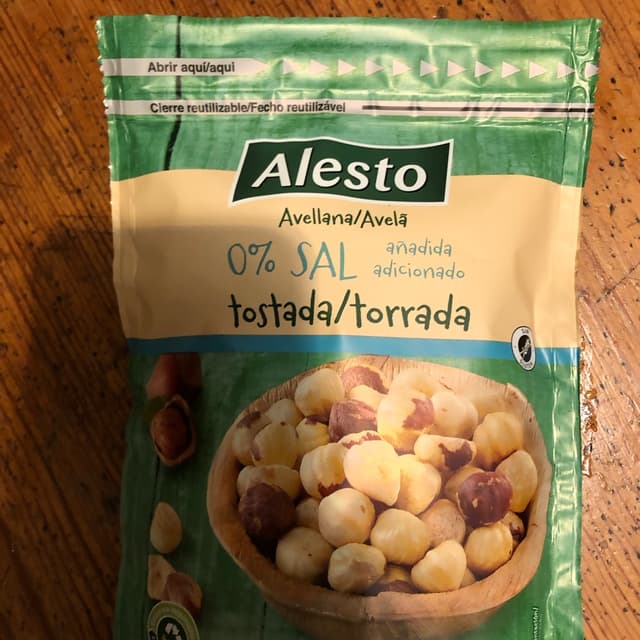 Abrir aquí/aqui
Cierre reutilizable/Fecho reutilizável
Alesto
Avellana/Avelã
0% SAL añadida adicionado
tostada/torrada